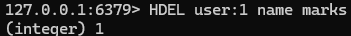 127.0.0.1:6379> HDEL user:1 name marks
(integer) 1